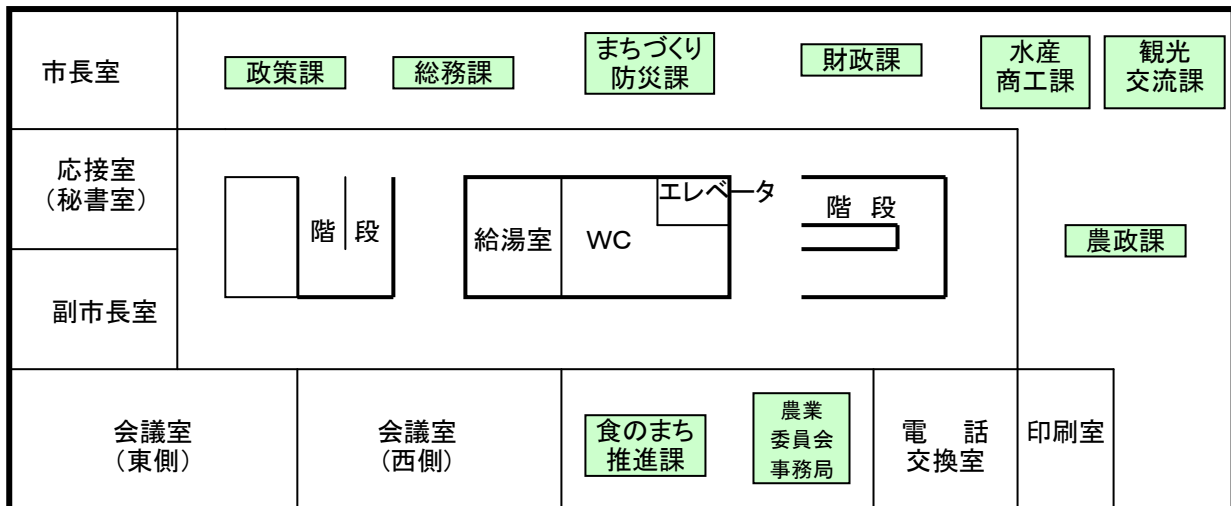 市長室
政策課
総務課
まちづくり
防災課
財政課
水産
商工課
観光
交流課
応接室
(秘書室)
階 段
給湯室
WC
エレベータ
階 段
農政課
副市長室
会議室
(東側)
会議室
(西側)
食のまち
推進課
農業
委員会
事務局
電 話
交換室
印刷室